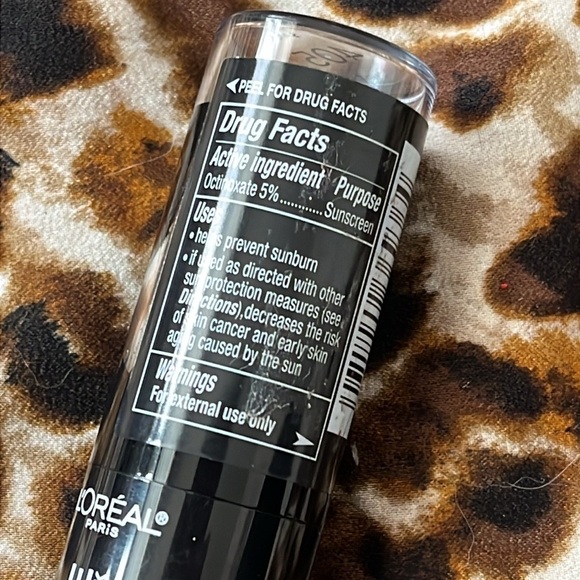 PEEL FOR DRUG FACTS
Drug Facts
Active ingredient Purpose
Octinoxate 5%............Sunscreen
Uses
• helps prevent sunburn
• if used as directed with other
sun protection measures (see
Directions), decreases the risk
of skin cancer and early skin
aging caused by the sun
Warnings
For external use only
L'ORÉAL®
PARIS